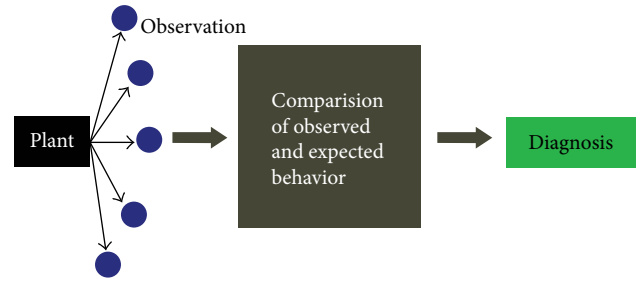 Observation
Plant
Comparision
of observed
and expected
behavior
Diagnosis